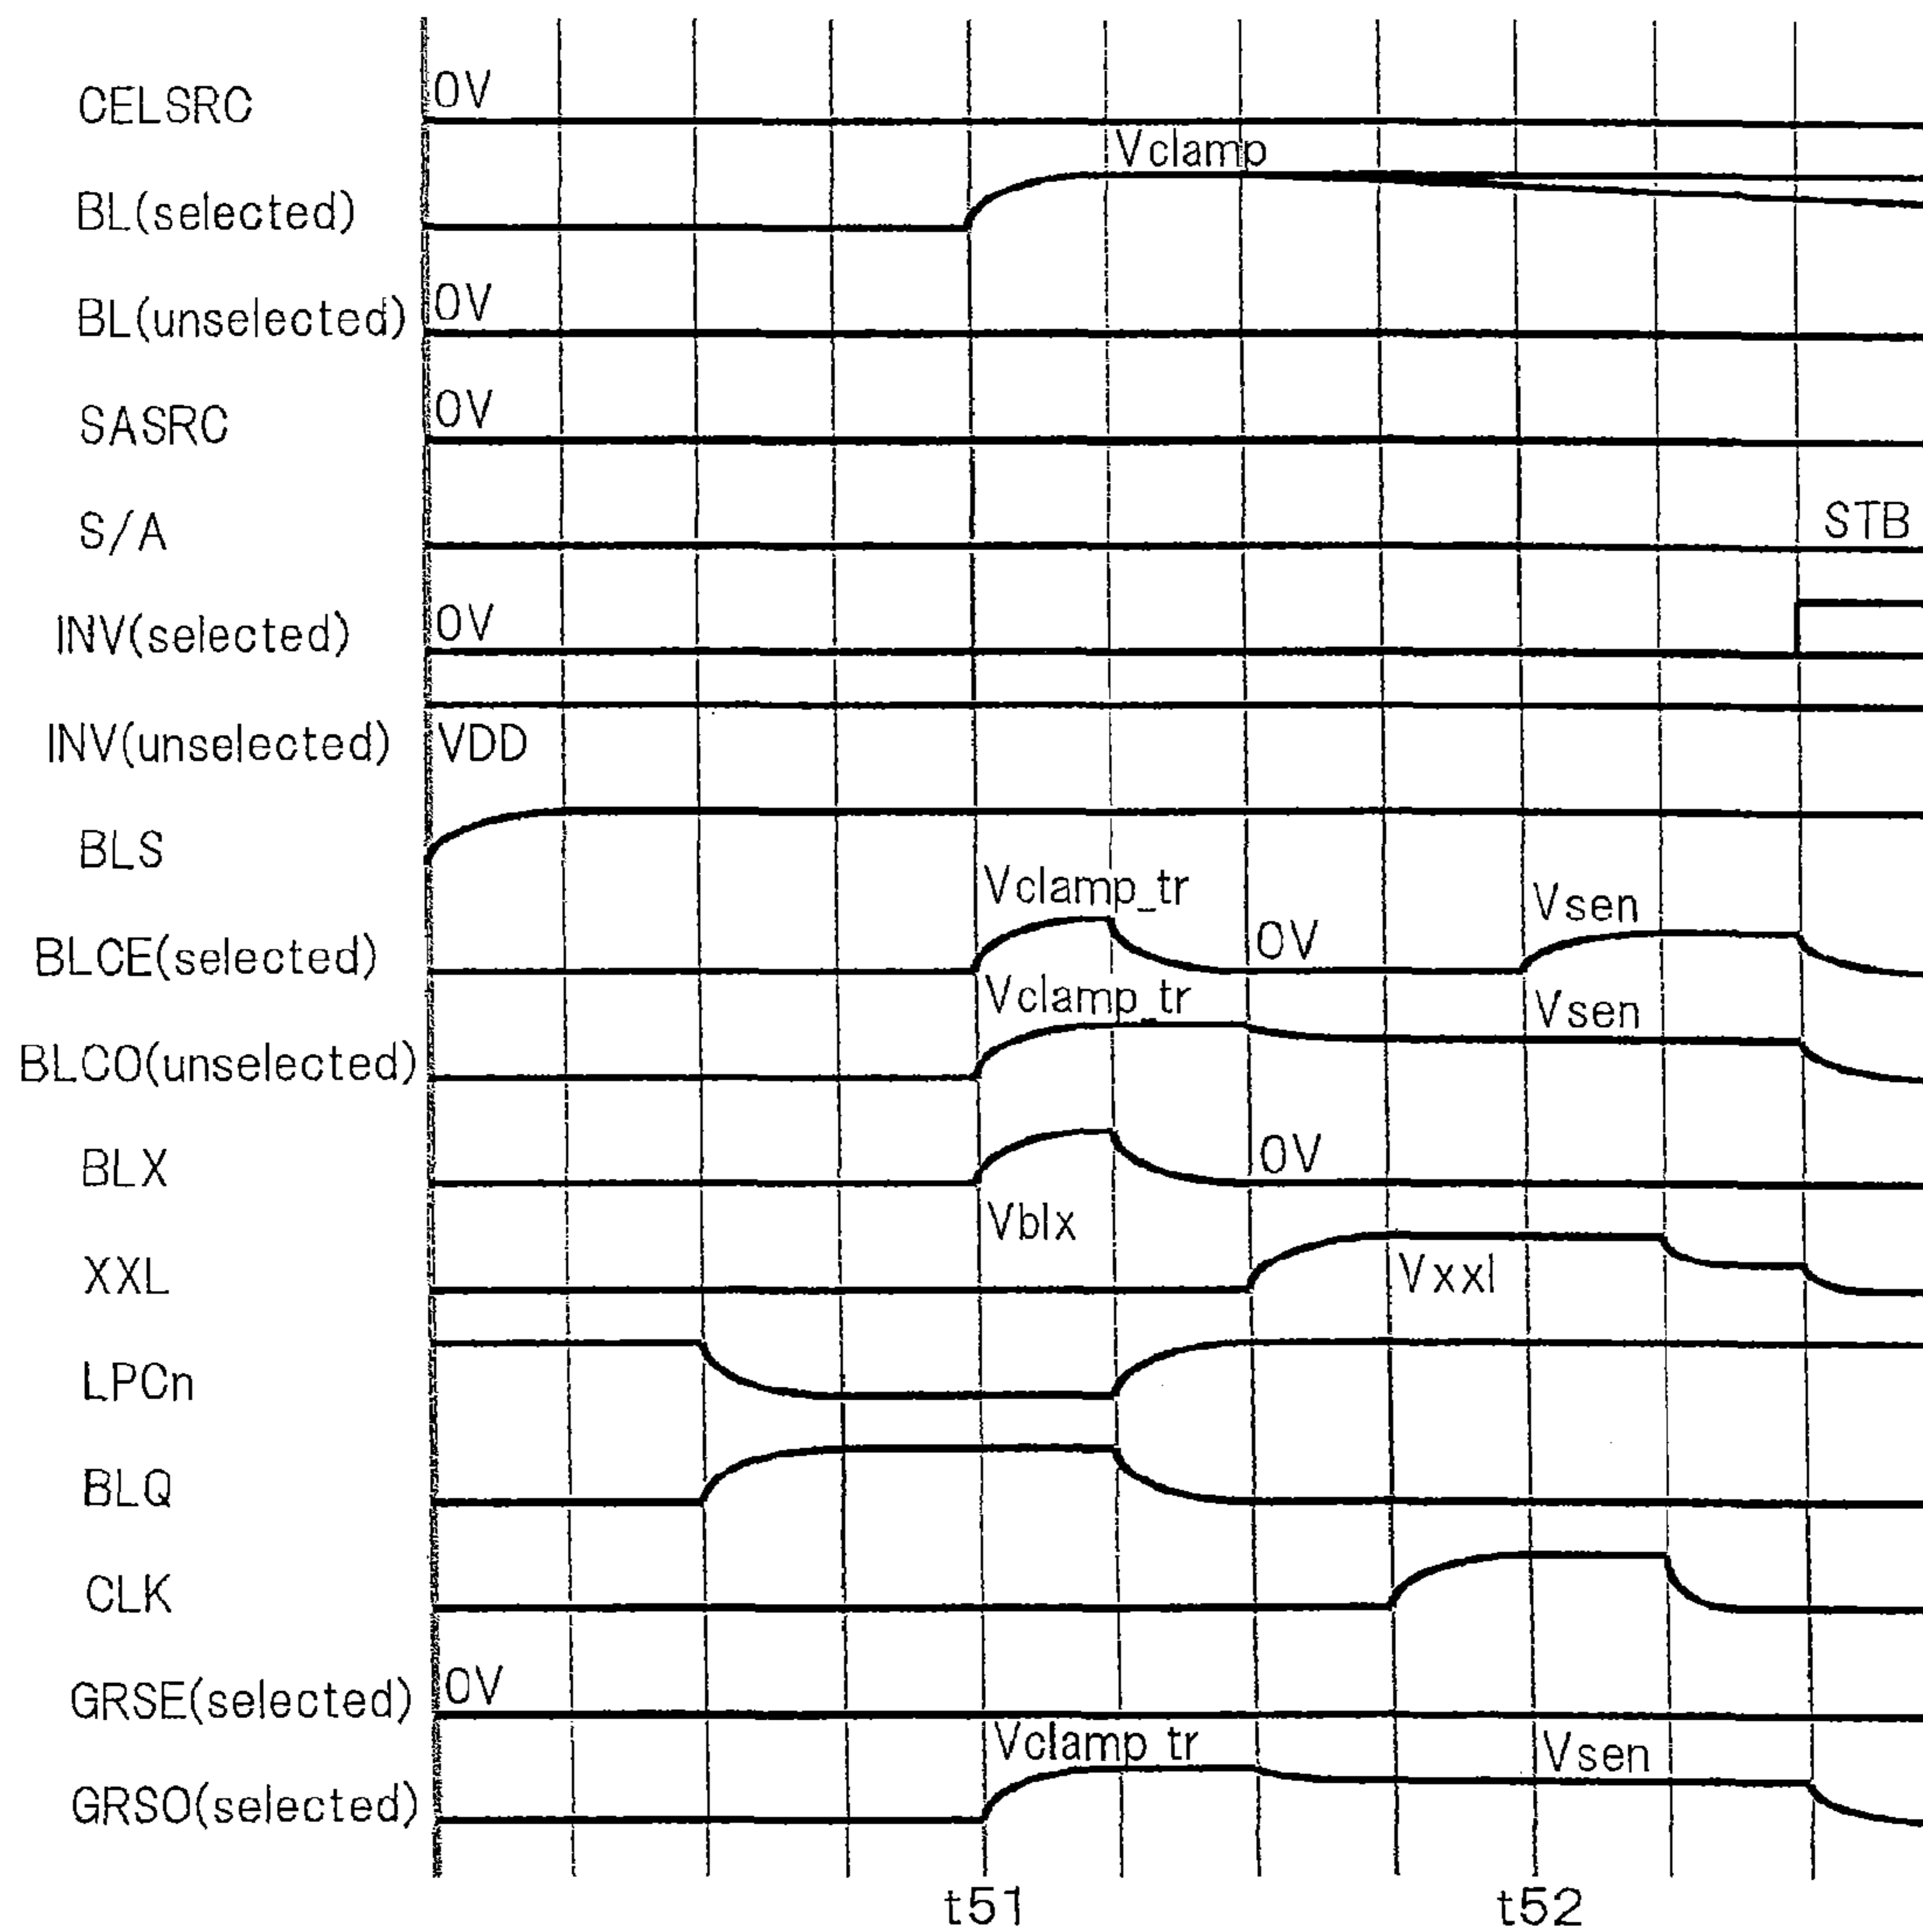 CELSRC 0V
Vclamp
BL(selected)
BL(unselected) 0V
SASRC 0V
S/A STB
INV(selected) 0V
INV(unselected) VDD
BLS
Vclamp_tr Vsen
BLCE(selected) 0V
Vclamp_tr Vsen
BLCO(unselected)
BLX 0V
Vblx
XXL Vxxl
LPCn
BLQ
CLK
GRSE(selected) 0V
Vclamp tr Vsen
GRSO(selected)
t51 t52